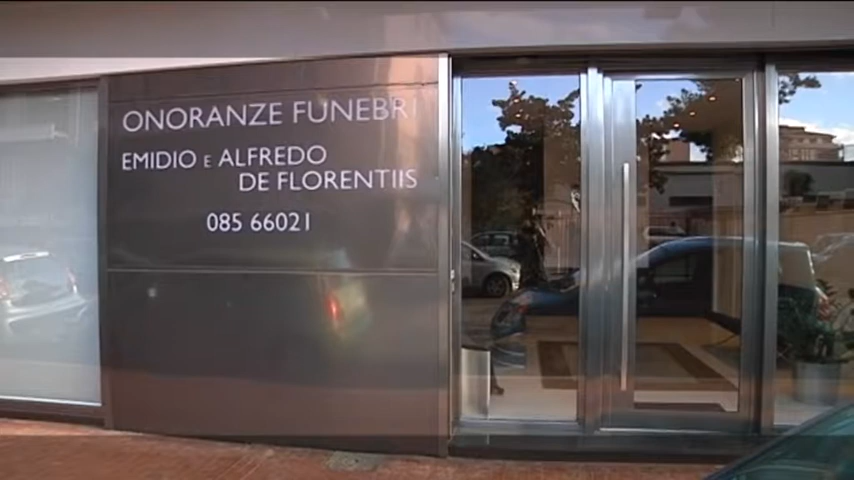 ONORANZE FUNEBRI
EMIDIO E ALFREDO
DE FLORENTIIS
085 66021